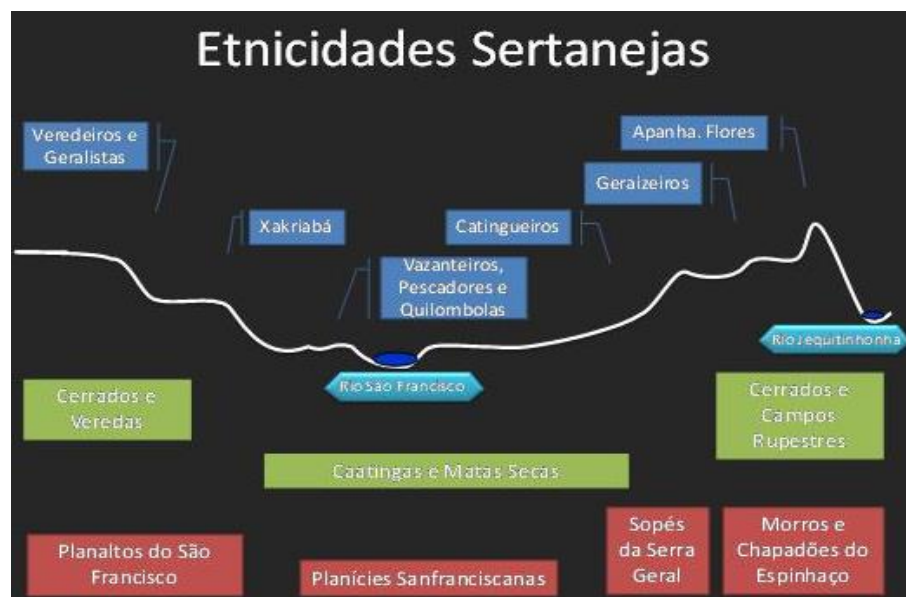 Etnicidades Sertanejas
Veredeiros e
Geralistas
Apanha. Flores
Geraizeiros
Xakriabá
Catingueiros
Vazanteiros,
Pescadores e
Quilombolas
Rio São Francisco
Rio Jequitinhonha
Cerrados e
Veredas
Cerrados e
Campos
Rupestres
Caatingas e Matas Secas
Planaltos do São
Francisco
Planícies Sanfranciscanas
Sopés
da Serra
Geral
Morros e
Chapadões do
Espinhaço